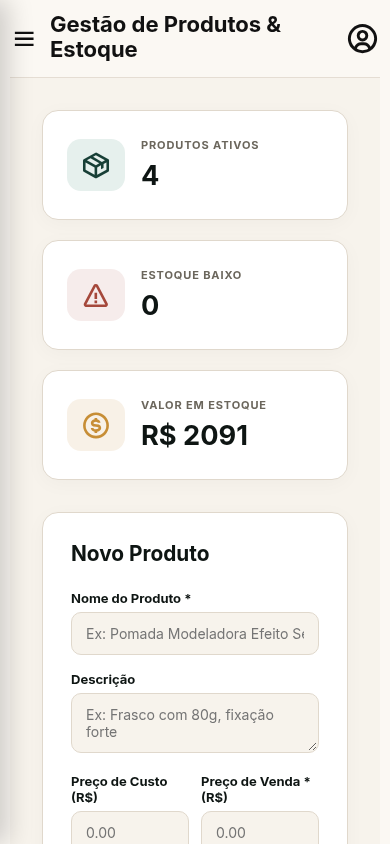 Gestão de Produtos &
Estoque
PRODUTOS ATIVOS
4
ESTOQUE BAIXO
0
VALOR EM ESTOQUE
R$ 2091
Novo Produto
Nome do Produto *
Ex: Pomada Modeladora Efeito Se
Descrição
Ex: Frasco com 80g, fixação
forte
Preço de Custo
(R$)
Preço de Venda *
(R$)
0.00
0.00